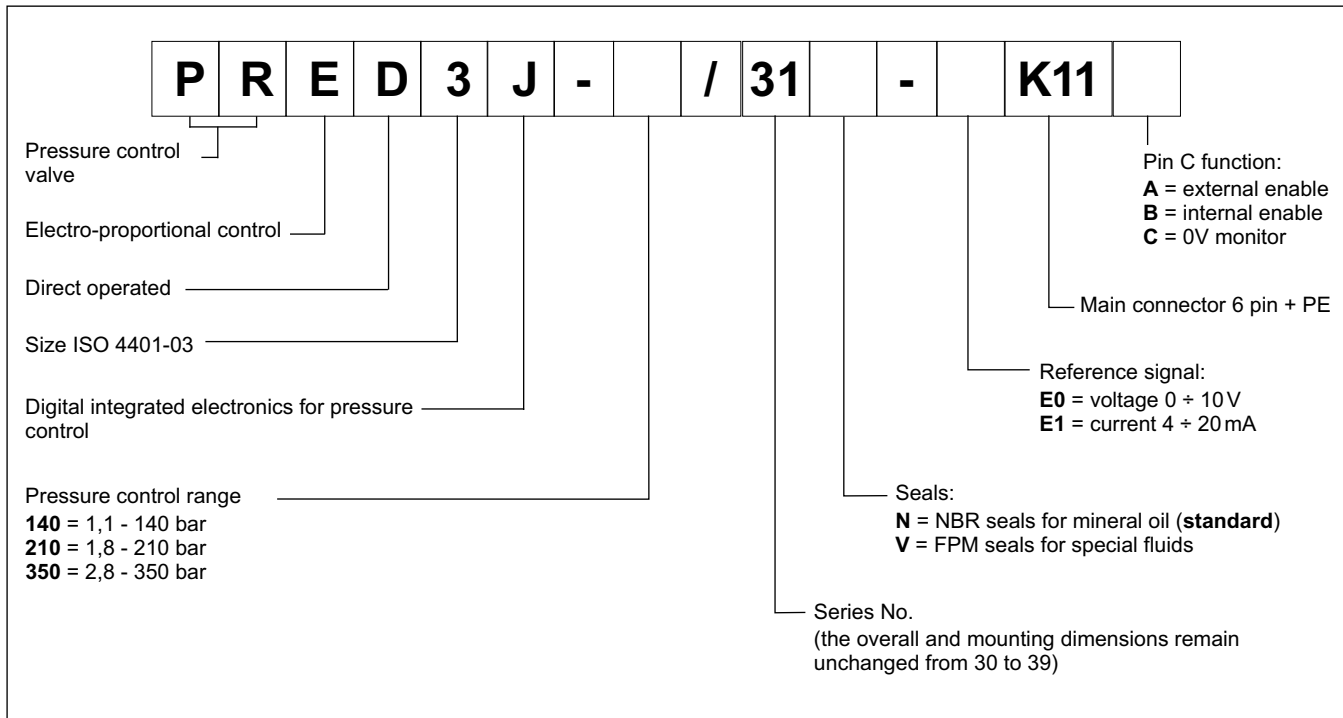 P R E D 3 J - / 31 - K11
Pressure control
valve
Electro-proportional control
Direct operated
Size ISO 4401-03
Digital integrated electronics for pressure
control
Pressure control range
140 = 1,1 - 140 bar
210 = 1,8 - 210 bar
350 = 2,8 - 350 bar
Pin C function:
A = external enable
B = internal enable
C = 0V monitor
Main connector 6 pin + PE
Reference signal:
E0 = voltage 0 ÷ 10 V
E1 = current 4 ÷ 20 mA
Seals:
N = NBR seals for mineral oil (standard)
V = FPM seals for special fluids
Series No.
(the overall and mounting dimensions remain
unchanged from 30 to 39)